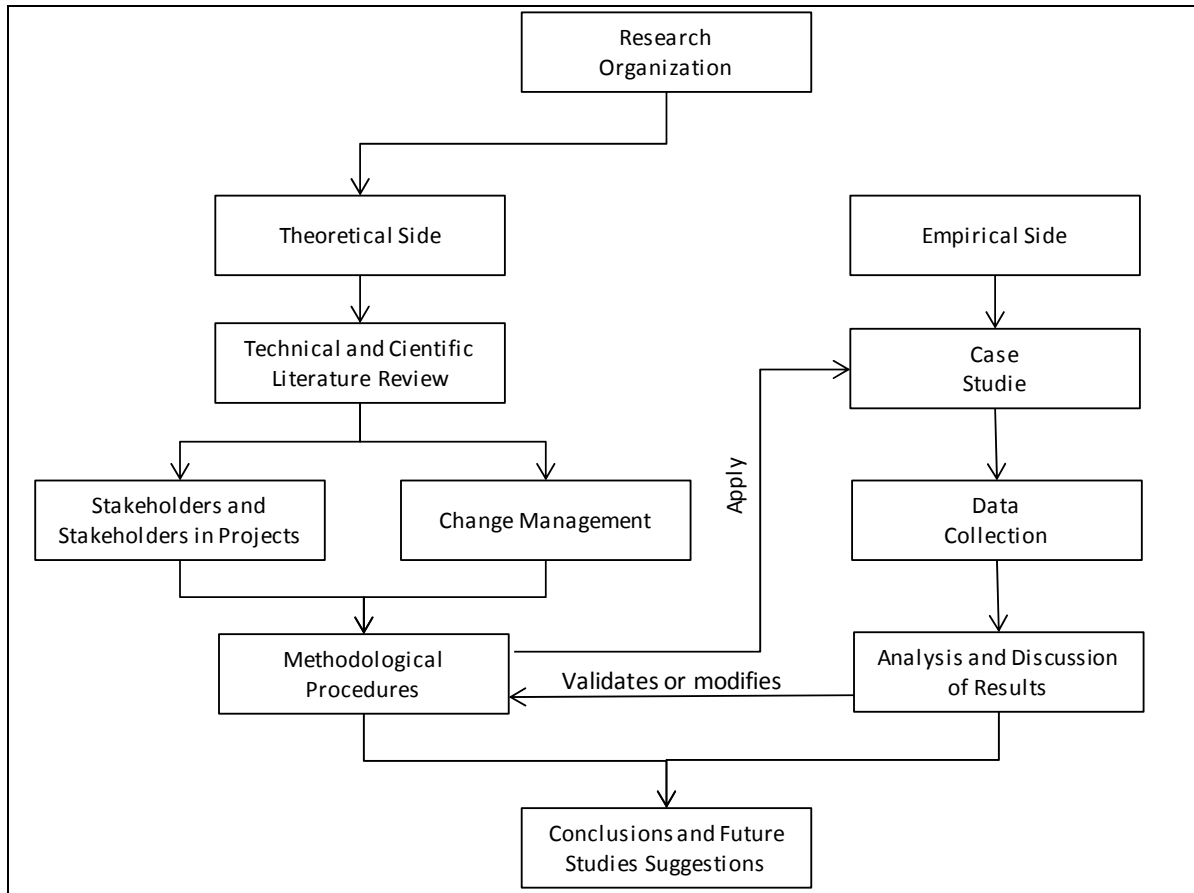 Research
Organization
Theoretical Side
Empirical Side
Technical and Cientific
Literature Review
Case
Studie
Apply
Stakeholders and
Stakeholders in Projects
Change Management
Data
Collection
Methodological
Procedures
Validates or modifies
Analysis and Discussion
of Results
Conclusions and Future
Studies Suggestions